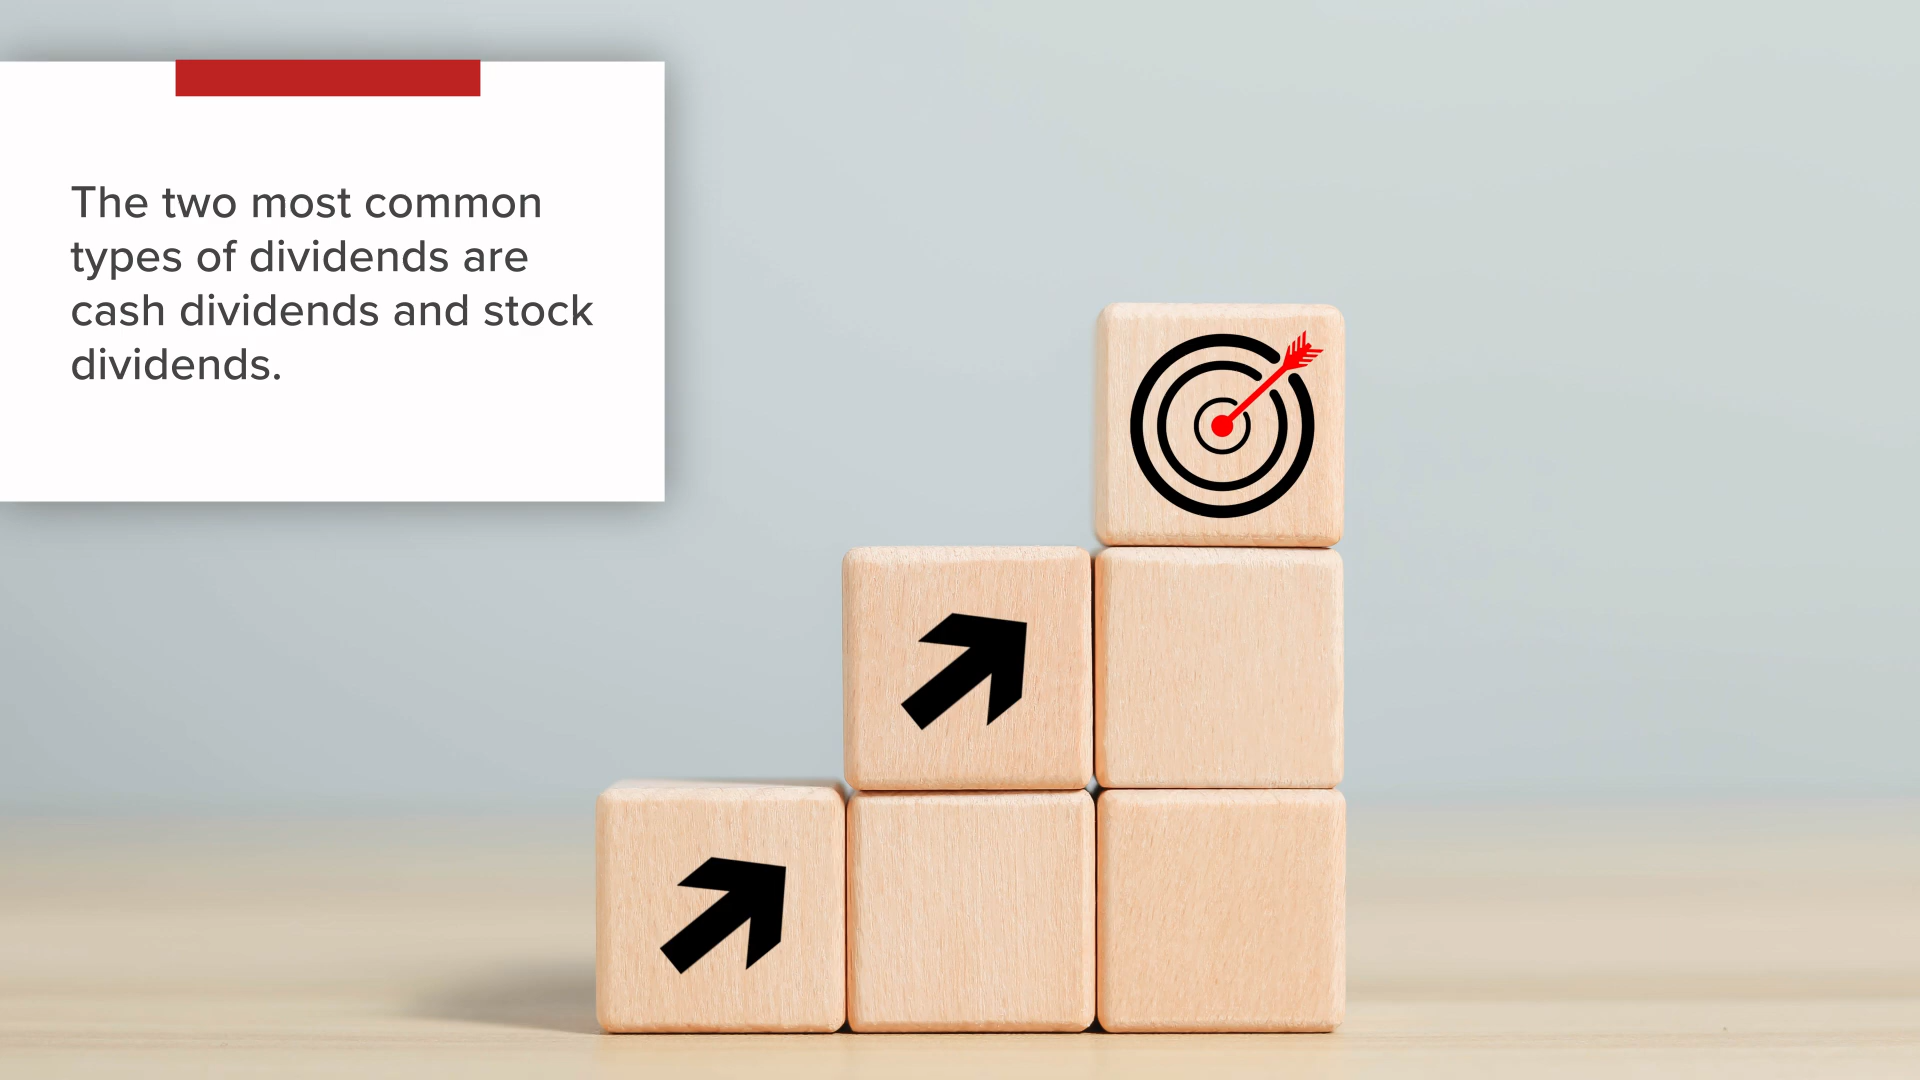 The two most common
types of dividends are
cash dividends and stock
dividends.